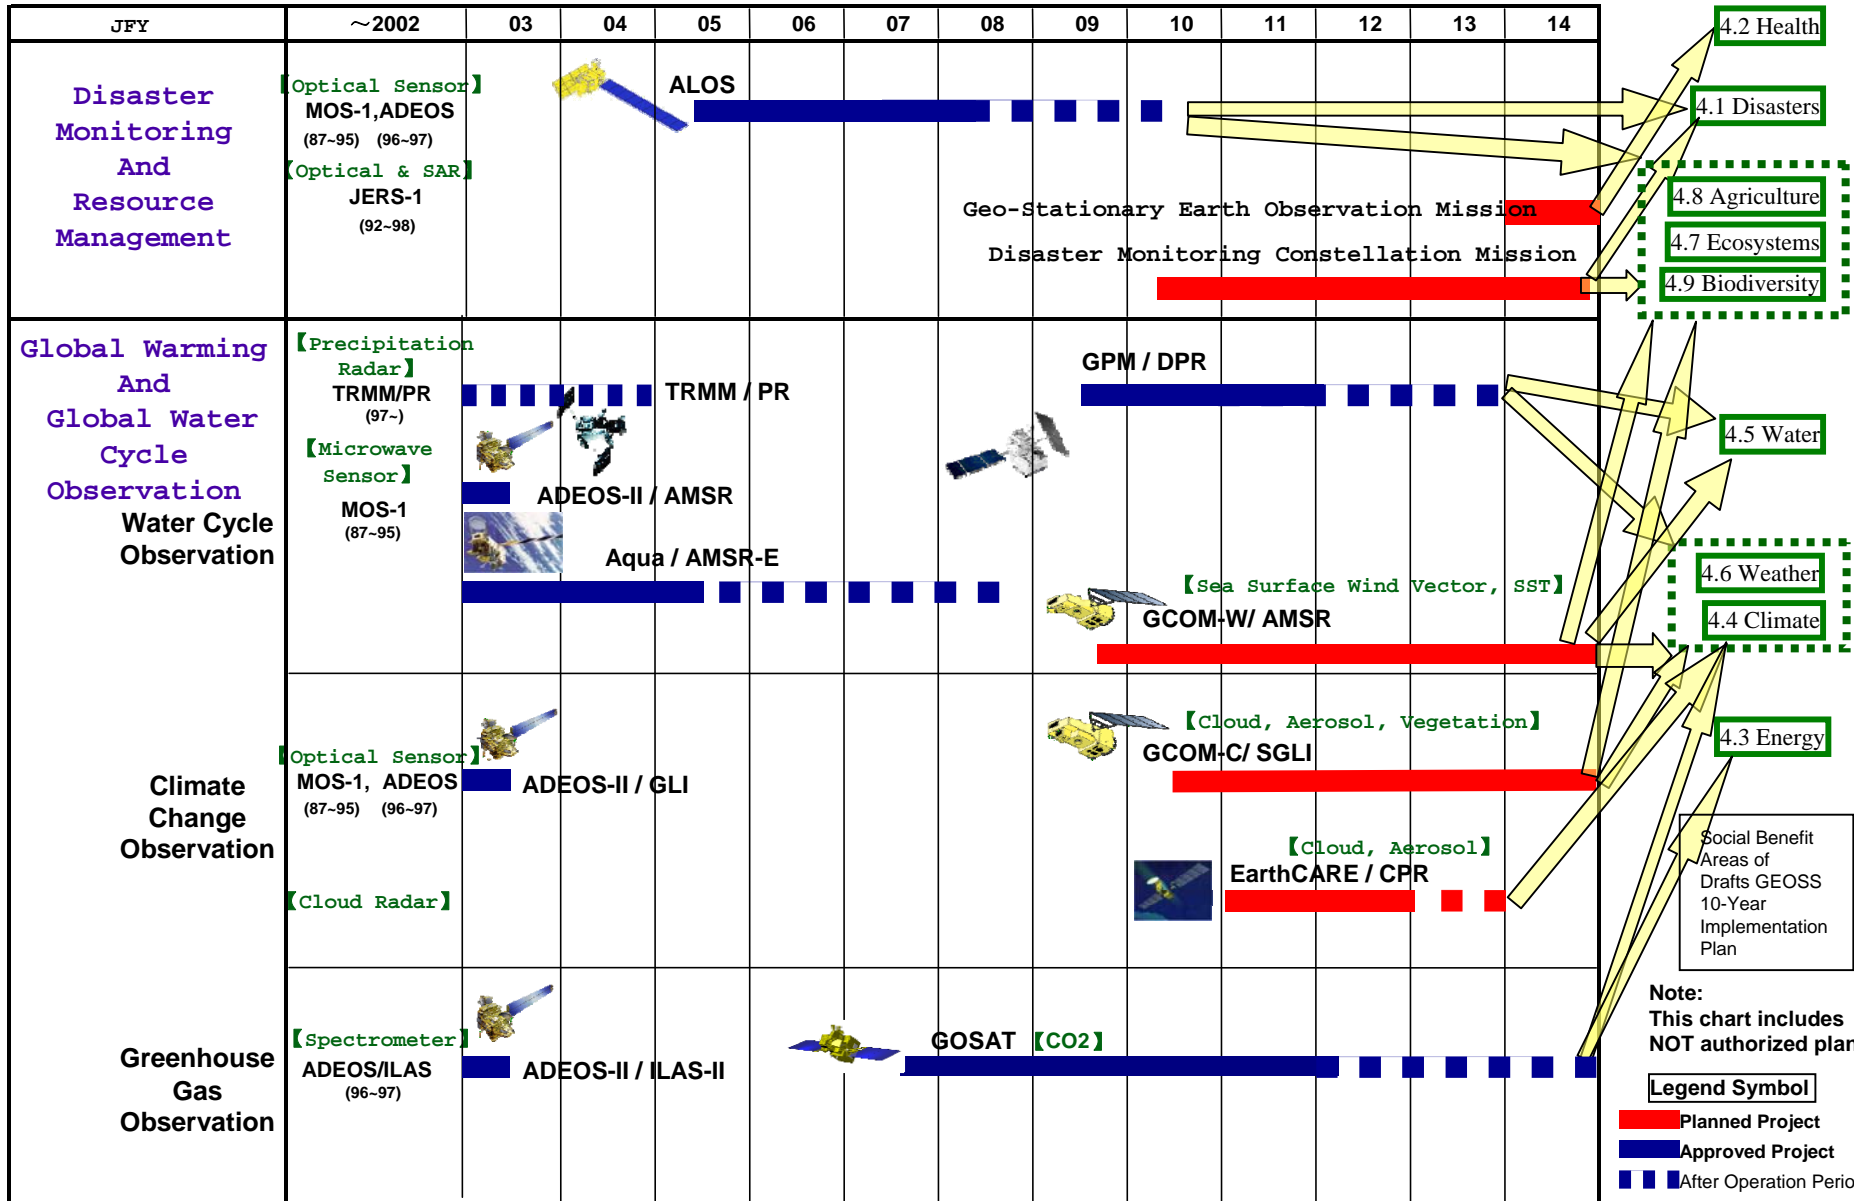 JFY ～2002 03 04 05 06 07 08 09 10 11 12 13 14
Disaster
Monitoring
And
Resource
Management
【Optical Sensor】
MOS-1,ADEOS
(87~95) (96~97)
【Optical & SAR】
JERS-1
(92~98)
ALOS
Geo-Stationary Earth Observation Mission
Disaster Monitoring Constellation Mission
Global Warming
And
Global Water
Cycle
Observation
Water Cycle
Observation
【Precipitation
Radar】
TRMM/PR
(97~)
【Microwave
Sensor】
MOS-1
(87~95)
TRMM / PR
GPM / DPR
ADEOS-II / AMSR
Aqua / AMSR-E
【Sea Surface Wind Vector, SST】
GCOM-W/ AMSR
Climate
Change
Observation
【Optical Sensor】
MOS-1, ADEOS
(87~95) (96~97)
【Cloud Radar】
ADEOS-II / GLI
【Cloud, Aerosol, Vegetation】
GCOM-C/ SGLI
【Cloud, Aerosol】
EarthCARE / CPR
Greenhouse
Gas
Observation
【Spectrometer】
ADEOS/ILAS
(96~97)
ADEOS-II / ILAS-II
GOSAT 【CO2】
4.2 Health
4.1 Disasters
4.8 Agriculture
4.7 Ecosystems
4.9 Biodiversity
4.5 Water
4.6 Weather
4.4 Climate
4.3 Energy
Social Benefit
Areas of
Drafts GEOSS
10-Year
Implementation
Plan
Note:
This chart includes
NOT authorized plan
Legend Symbol
Planned Project
Approved Project
After Operation Perio